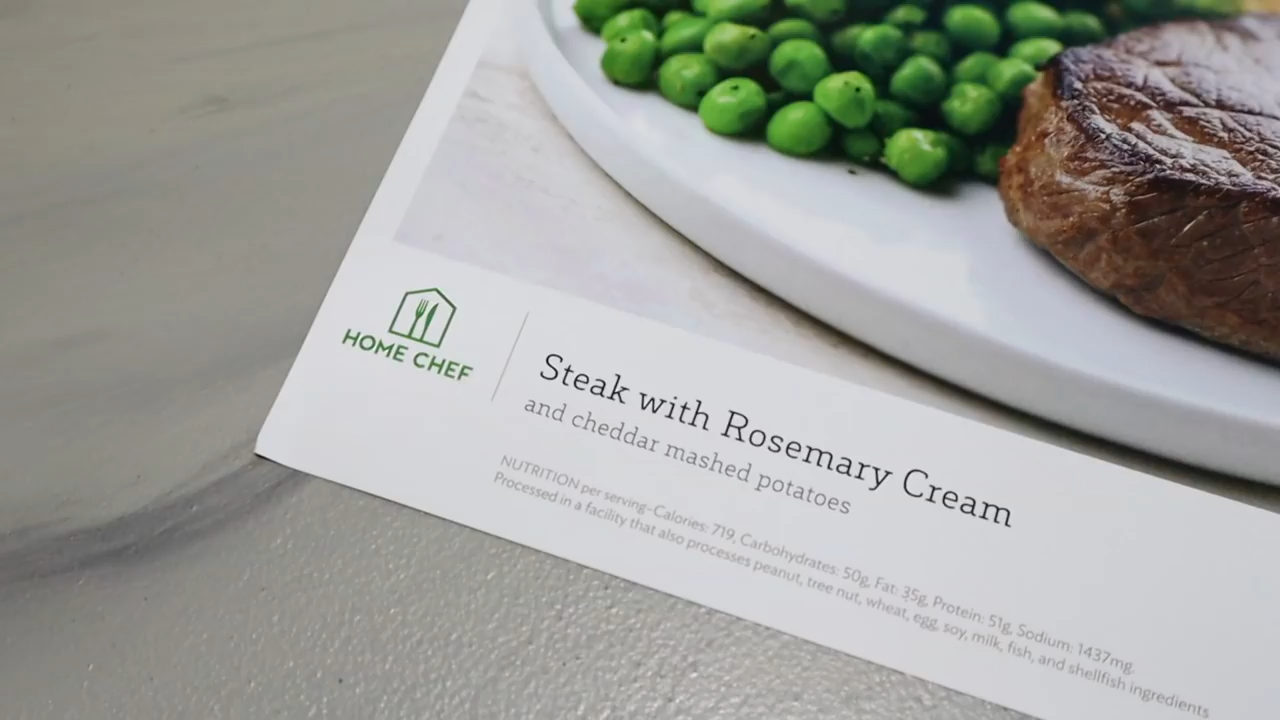 HOME CHEF
Steak with Rosemary Cream
and cheddar mashed potatoes
NUTRITION per serving–Calories: 719, Carbohydrates: 50g, Fat: 35g, Protein: 51g, Sodium: 1437mg.
Processed in a facility that also processes peanut, tree nut, wheat, egg, soy, milk, fish, and shellfish ingredients